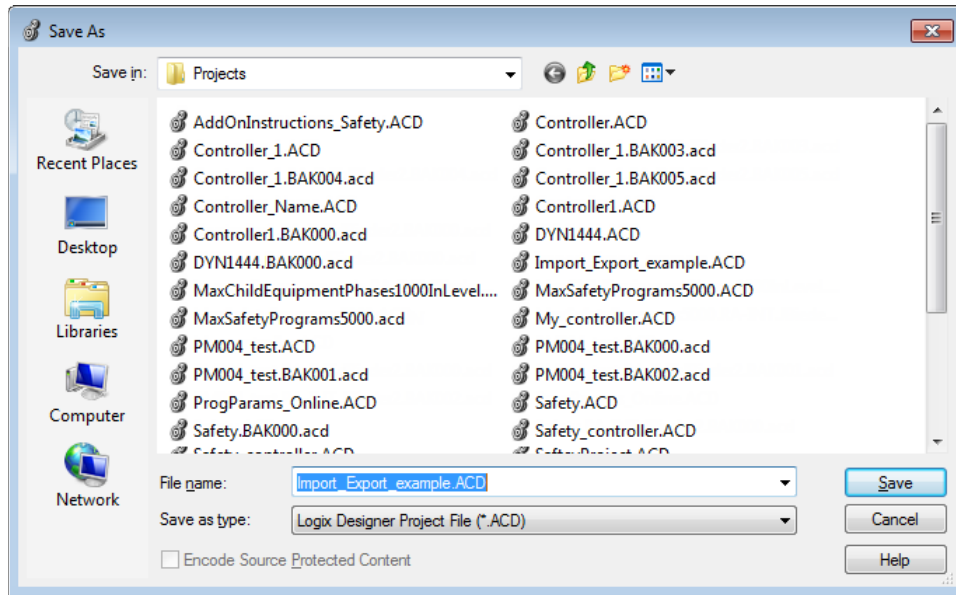 Save As
Save in:
Projects
Recent Places
Desktop
Libraries
Computer
Network
AddOnInstructions_Safety.ACD
Controller_1.ACD
Controller_1.BAK004.acd
Controller_Name.ACD
Controller1.BAK000.acd
DYN1444.BAK000.acd
MaxChildEquipmentPhases1000InLevel....
MaxSafetyPrograms5000.acd
PM004_test.ACD
PM004_test.BAK001.acd
ProgParams_Online.ACD
Safety.BAK000.acd
Controller.ACD
Controller_1.BAK003.acd
Controller_1.BAK005.acd
Controller1.ACD
DYN1444.ACD
Import_Export_example.ACD
MaxSafetyPrograms5000.ACD
My_controller.ACD
PM004_test.BAK000.acd
PM004_test.BAK002.acd
Safety.ACD
Safety_controller.ACD
File name:
Import_Export_example.ACD
Save
Save as type:
Logix Designer Project File (*.ACD)
Cancel
Encode Source Protected Content
Help